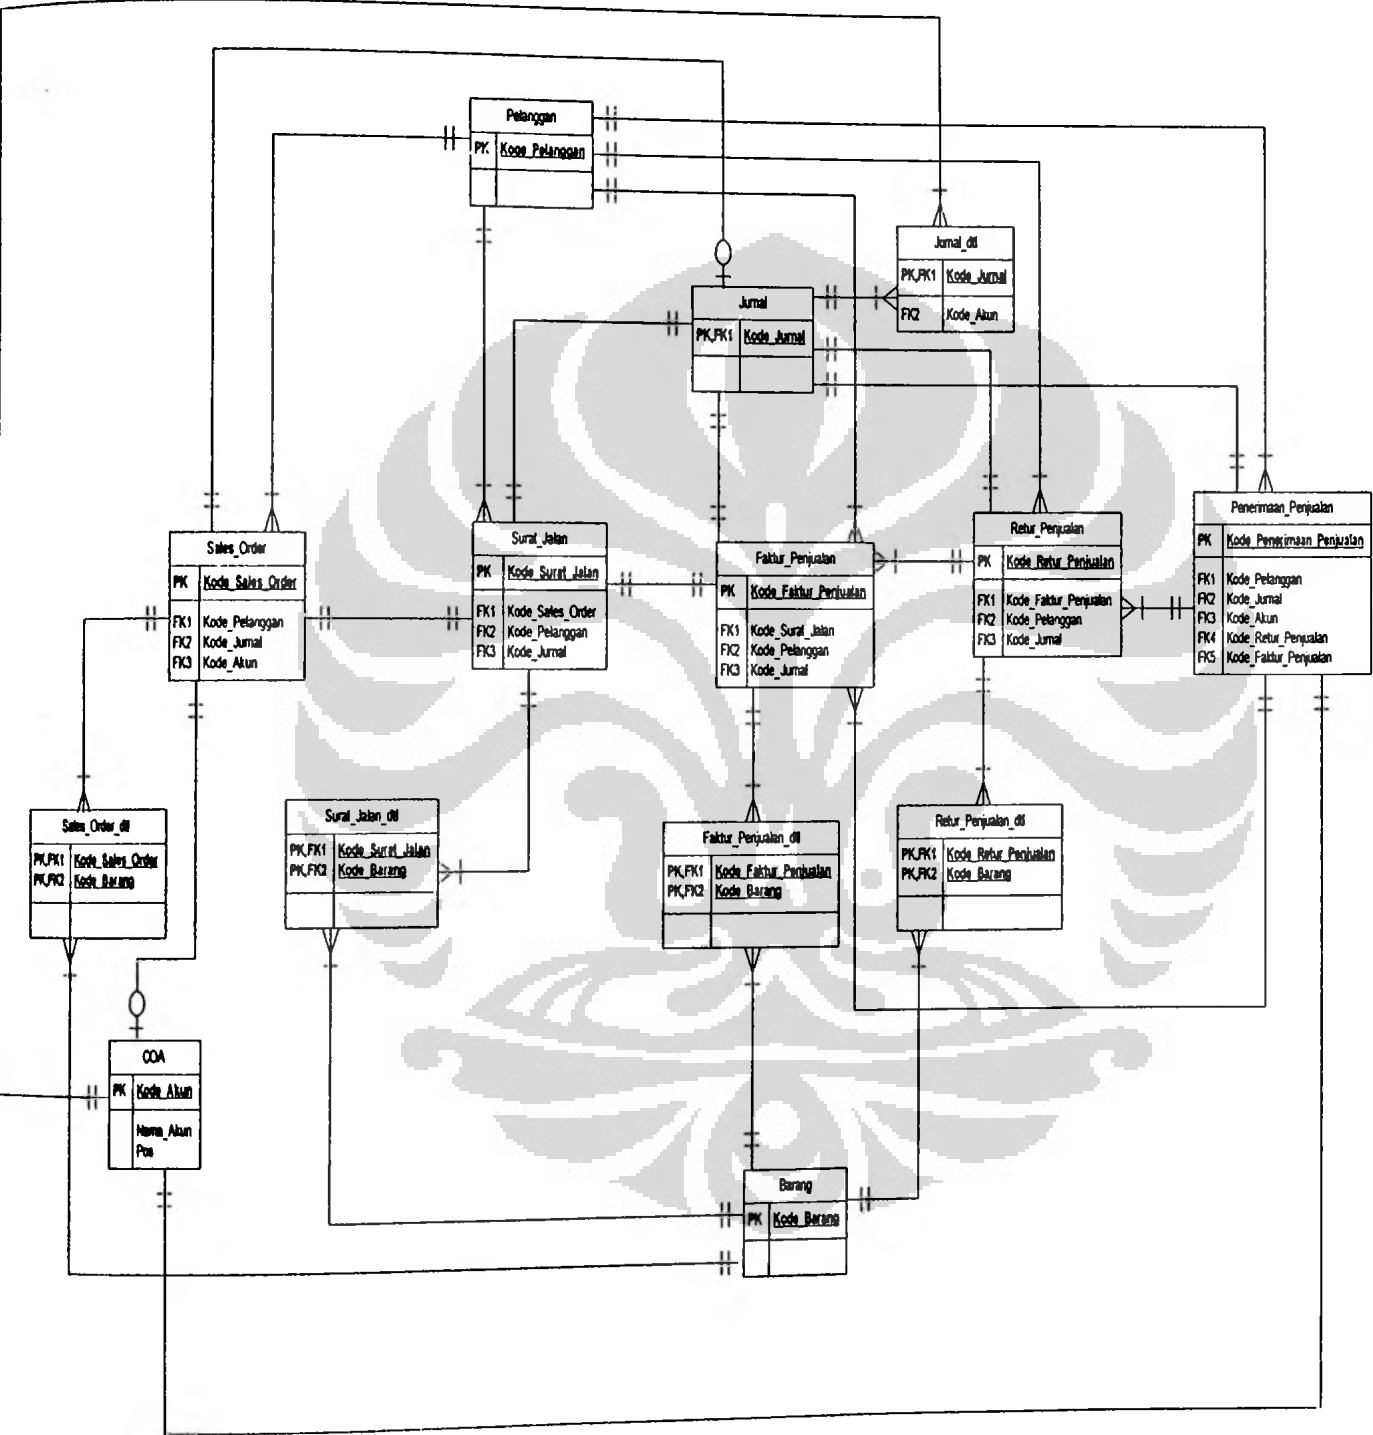 Pelanggan
PK Kode_Pelanggan
Jurnal_dtl
PK,FK1 Kode_Jurnal
FK2 Kode_Akun
Jurnal
PK,FK1 Kode_Jurnal
Sales_Order
PK Kode_Sales_Order
FK1 Kode_Pelanggan
FK2 Kode_Jurnal
FK3 Kode_Akun
Surat_Jalan
PK Kode_Surat_Jalan
FK1 Kode_Sales_Order
FK2 Kode_Pelanggan
FK3 Kode_Jurnal
Faktur_Penjualan
PK Kode_Faktur_Penjualan
FK1 Kode_Surat_Jalan
FK2 Kode_Pelanggan
FK3 Kode_Jurnal
Retur_Penjualan
PK Kode_Retur_Penjualan
FK1 Kode_Faktur_Penjualan
FK2 Kode_Pelanggan
FK3 Kode_Jurnal
Penerimaan_Penjualan
PK Kode_Penerimaan_Penjualan
FK1 Kode_Pelanggan
FK2 Kode_Jurnal
FK3 Kode_Akun
FK4 Kode_Retur_Penjualan
FK5 Kode_Faktur_Penjualan
Sales_Order_dtl
PK,FK1 Kode_Sales_Order
PK,FK2 Kode_Barang
Surat_Jalan_dtl
PK,FK1 Kode_Surat_Jalan
PK,FK2 Kode_Barang
Faktur_Penjualan_dtl
PK,FK1 Kode_Faktur_Penjualan
PK,FK2 Kode_Barang
Retur_Penjualan_dtl
PK,FK1 Kode_Retur_Penjualan
PK,FK2 Kode_Barang
COA
PK Kode_Akun
Nama_Akun
Pos
Barang
PK Kode_Barang